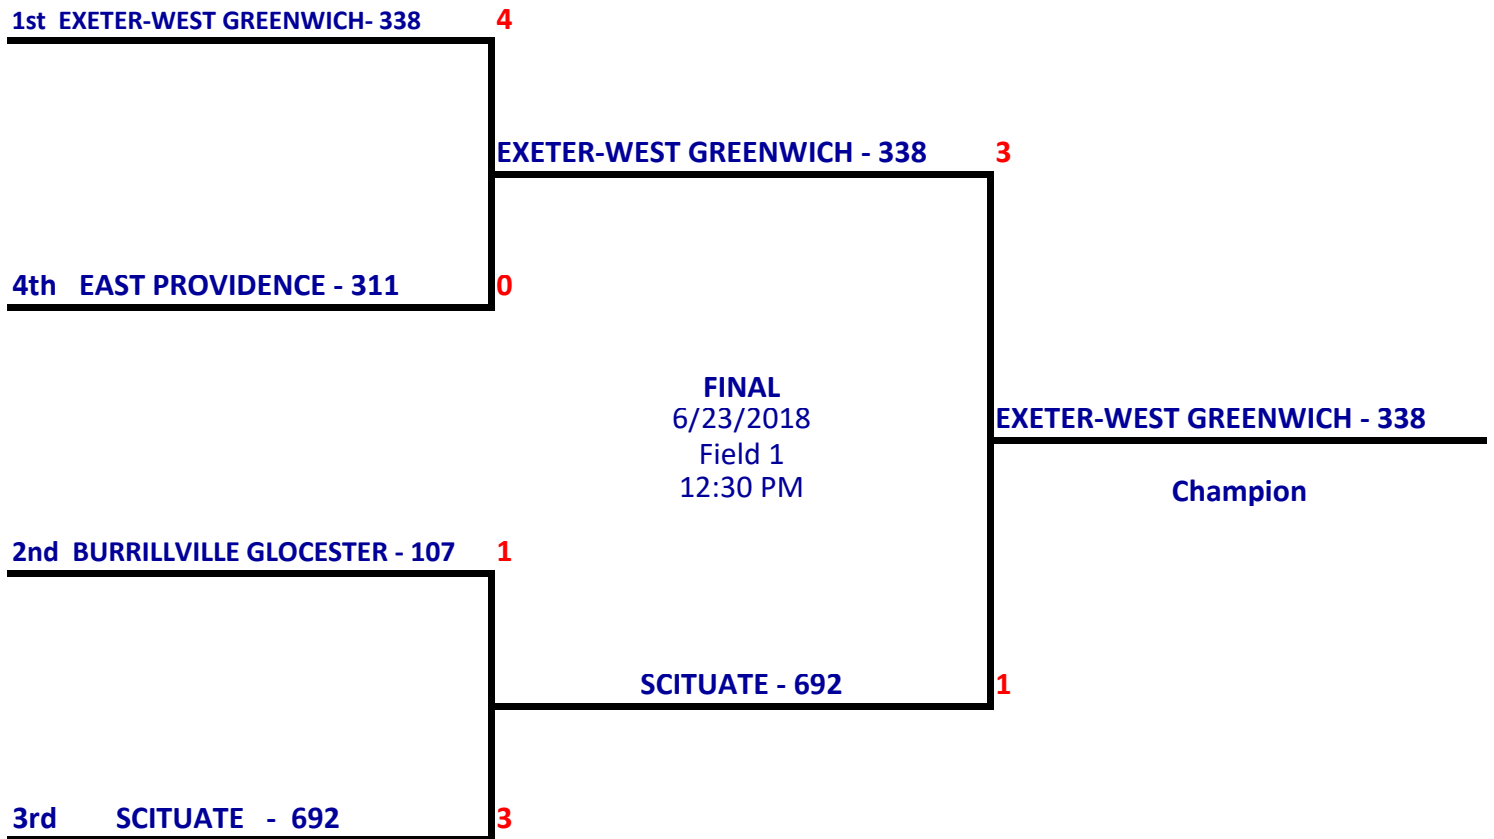 1st EXETER-WEST GREENWICH- 338 4
EXETER-WEST GREENWICH - 338 3
4th EAST PROVIDENCE - 311 0
FINAL
6/23/2018
Field 1
12:30 PM
EXETER-WEST GREENWICH - 338
Champion
2nd BURRILLVILLE GLOCESTER - 107 1
SCITUATE - 692 1
3rd SCITUATE - 692 3